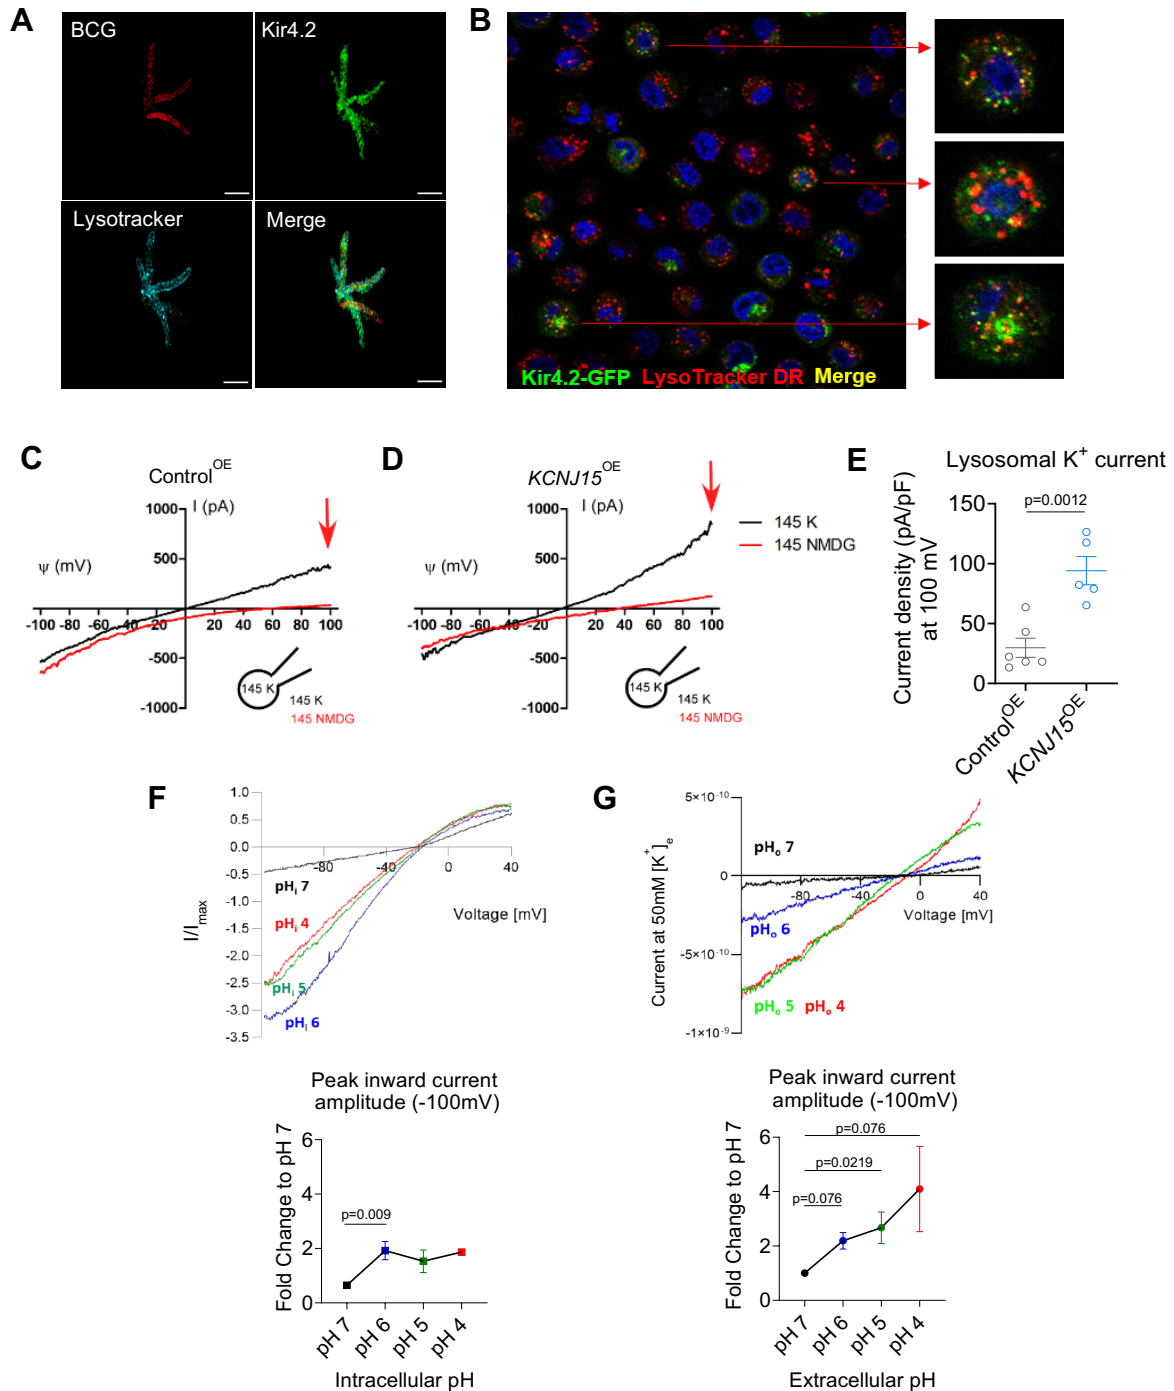 A
BCG
Kir4.2
Lysotracker
Merge
B
Kir4.2-GFP LysoTracker DR Merge
C
Control^OE
I (pA)
1000
500
-500
-1000
ψ (mV)
-100 -80 -60 -40 -20 20 40 60 80 100
145 K
145 K
145 NMDG
D
KCNJ15^OE
I (pA)
1000
500
-500
-1000
ψ (mV)
-100 -80 -60 -40 -20 20 40 60 80 100
145 K
145 NMDG
145 K
145 K
145 NMDG
E
Lysosomal K⁺ current
Current density (pA/pF)
at 100 mV
150
100
50
0
p=0.0012
Control^OE
KCNJ15^OE
F
I/I_max
1.0
0.5
0.0
-0.5
-1.0
-1.5
-2.0
-2.5
-3.0
-3.5
-80 -40 0 40
Voltage [mV]
pH_i 7
pH_i 4
pH_i 5
pH_i 6
Peak inward current
amplitude (-100mV)
Fold Change to pH 7
6
4
2
0
p=0.009
pH 7
pH 6
pH 5
pH 4
Intracellular pH
G
Current at 50mM [K⁺]_e
5×10^-10
0
-5×10^-10
-1×10^-9
-80 -40 0 40
Voltage [mV]
pH_o 7
pH_o 6
pH_o 5 pH_o 4
Peak inward current
amplitude (-100mV)
Fold Change to pH 7
6
4
2
0
p=0.076
p=0.0219
p=0.076
pH 7
pH 6
pH 5
pH 4
Extracellular pH